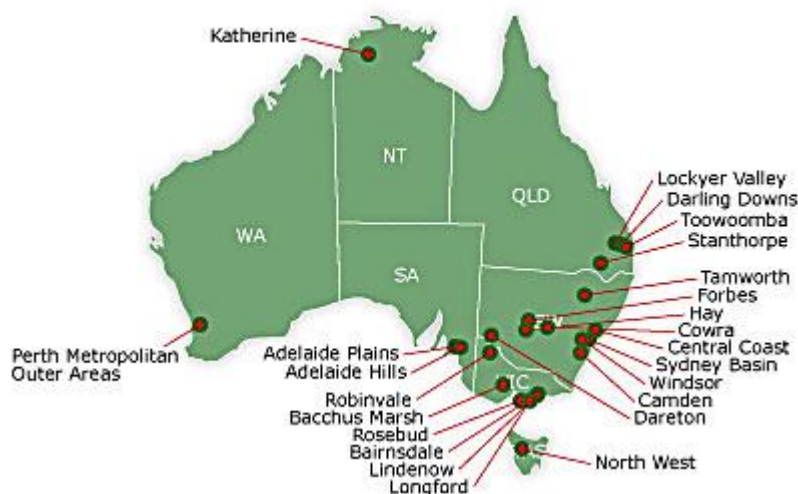 Katherine
NT
QLD
WA
SA
Lockyer Valley
Darling Downs
Toowoomba
Stanthorpe
Tamworth
Forbes
Hay
Cowra
Central Coast
Sydney Basin
Windsor
Camden
Dareton
Perth Metropolitan
Outer Areas
Adelaide Plains
Adelaide Hills
Robinvale
Bacchus Marsh
Rosebud
Bairnsdale
Lindenow
Longford
North West